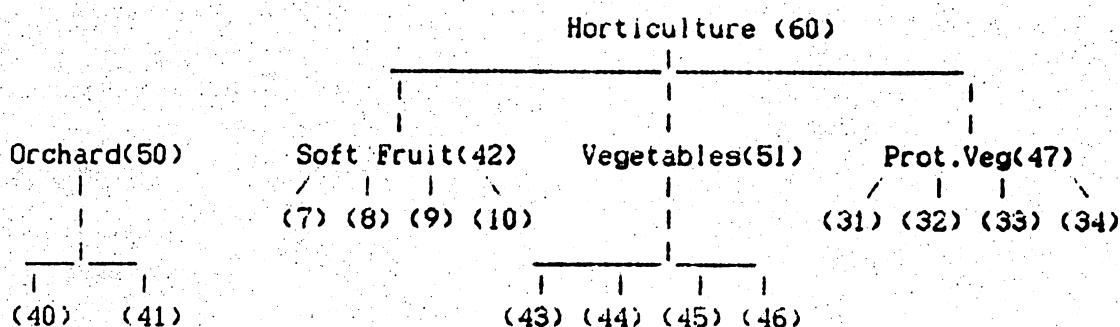 Horticulture (60)
Orchard(50) Soft Fruit(42) Vegetables(51) Prot.Veg(47)
(7) (8) (9) (10) (31) (32) (33) (34)
(40) (41) (43) (44) (45) (46)